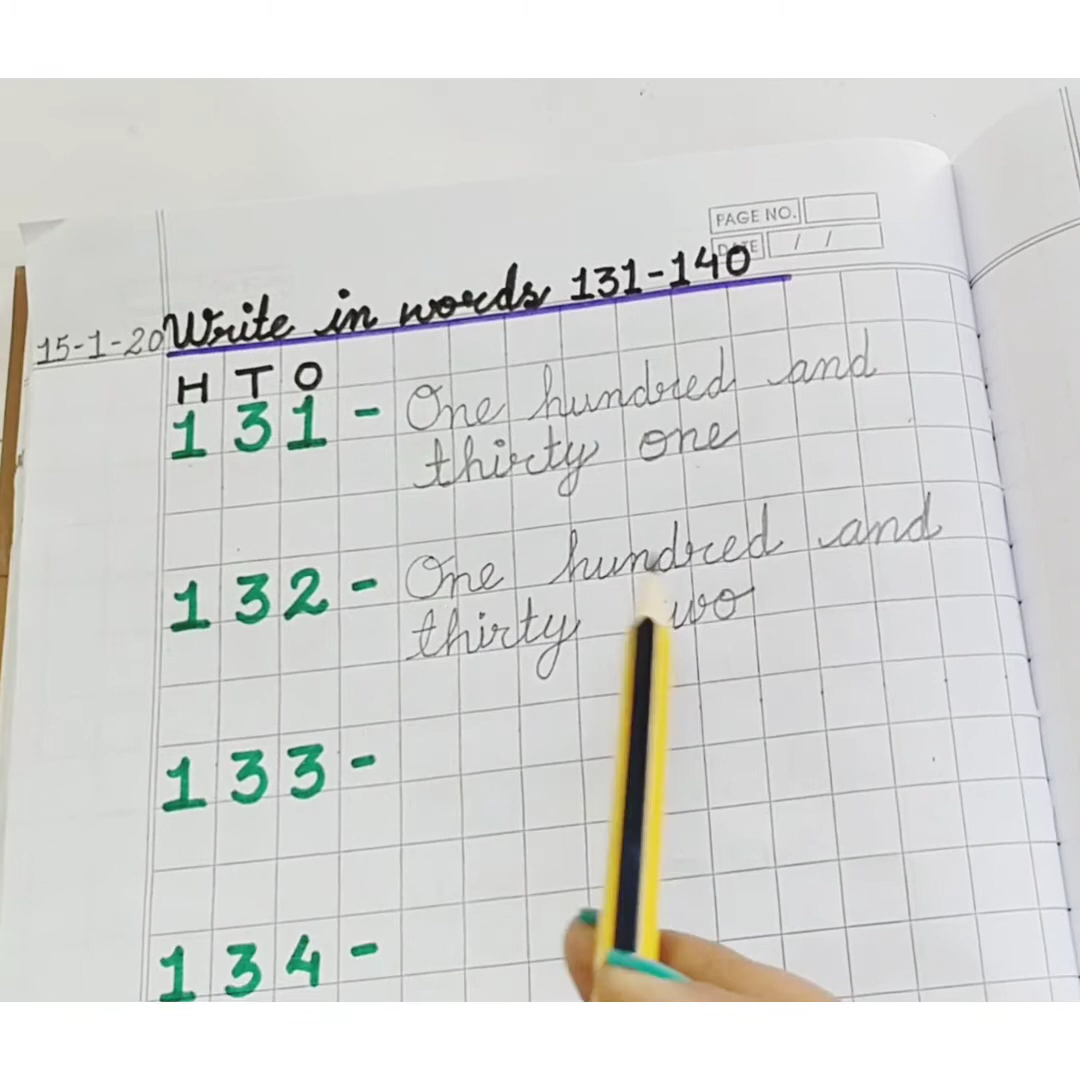 PAGE NO.
DATE / /
Write in words 131-140
15-1-20
H T O
131 - One hundred and
thirty one
132 - One hundred and
thirty
133 -
134 -